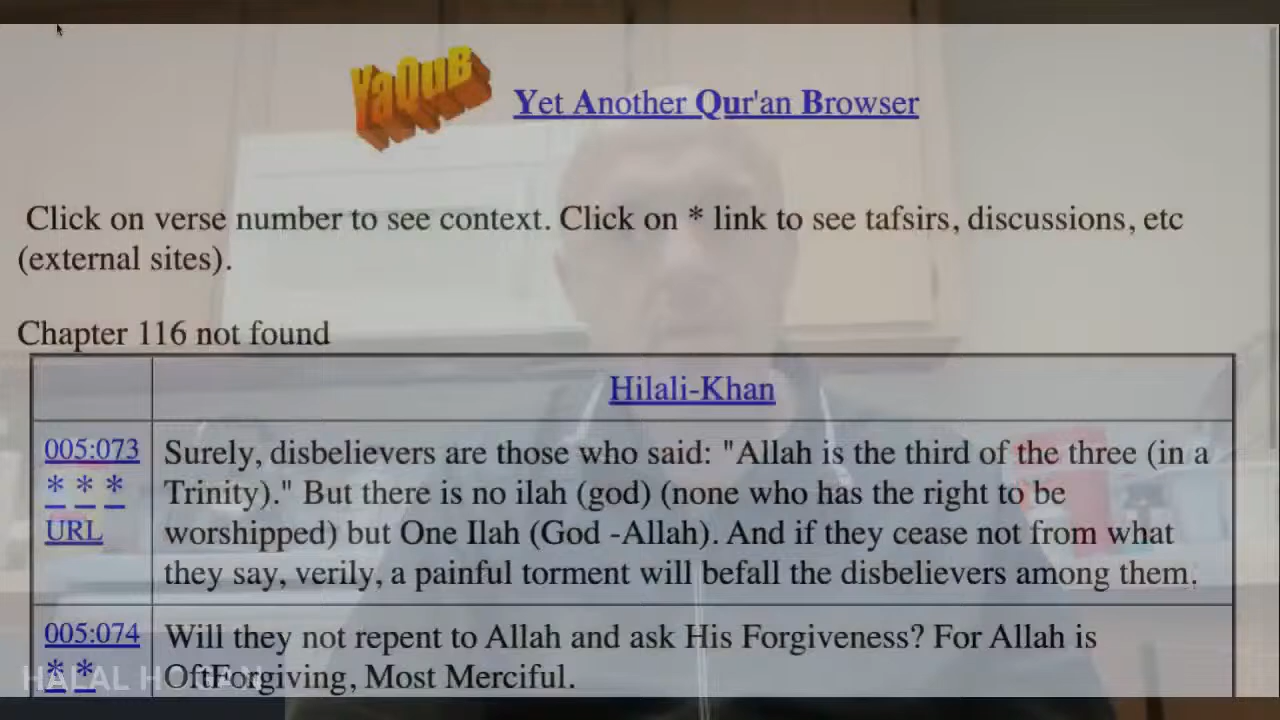 YaQuB
Yet Another Qur'an Browser
Click on verse number to see context. Click on * link to see tafsirs, discussions, etc
(external sites).
Chapter 116 not found
Hilali-Khan
005:073
* * *
URL
Surely, disbelievers are those who said: "Allah is the third of the three (in a
Trinity)." But there is no ilah (god) (none who has the right to be
worshipped) but One Ilah (God -Allah). And if they cease not from what
they say, verily, a painful torment will befall the disbelievers among them.
005:074
* *
Will they not repent to Allah and ask His Forgiveness? For Allah is
OftForgiving, Most Merciful.
HALAL